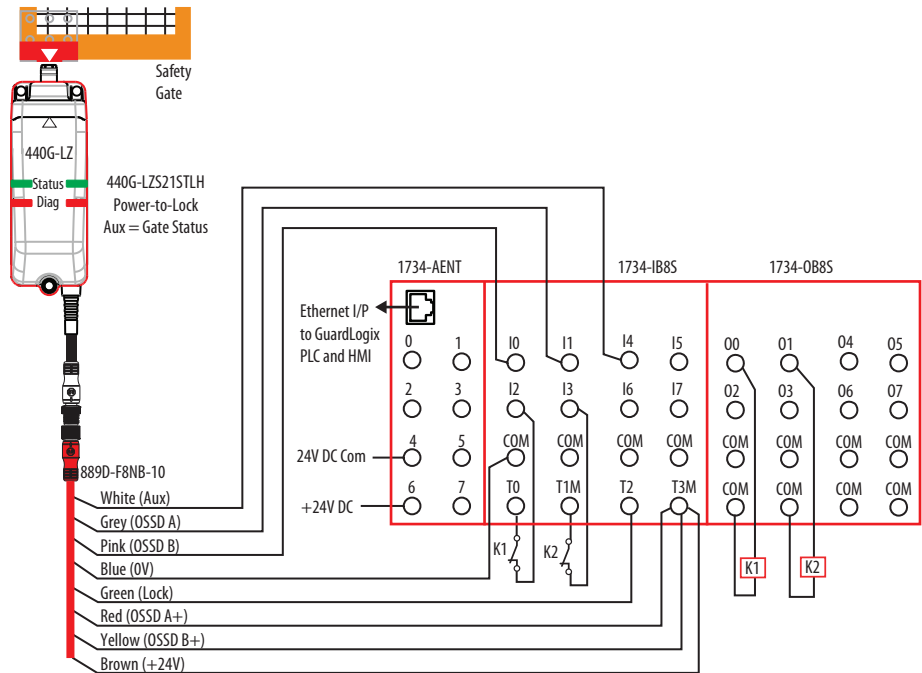 Safety
Gate
440G-LZ
Status
Diag
440G-LZS21STLH
Power-to-Lock
Aux = Gate Status
889D-F8NB-10
White (Aux)
Grey (OSSD A)
Pink (OSSD B)
Blue (0V)
Green (Lock)
Red (OSSD A+)
Yellow (OSSD B+)
Brown (+24V)
1734-AENT
1734-IB8S
1734-OB8S
Ethernet I/P
to GuardLogix
PLC and HMI
24V DC Com
+24V DC
0 1 I0 I1 I4 I5 O0 O1 O4 O5
2 3 I2 I3 I6 I7 O2 O3 O6 O7
4 5 COM COM COM COM COM COM COM COM
6 7 T0 T1M T2 T3M COM COM COM COM
K1 K2 K1 K2